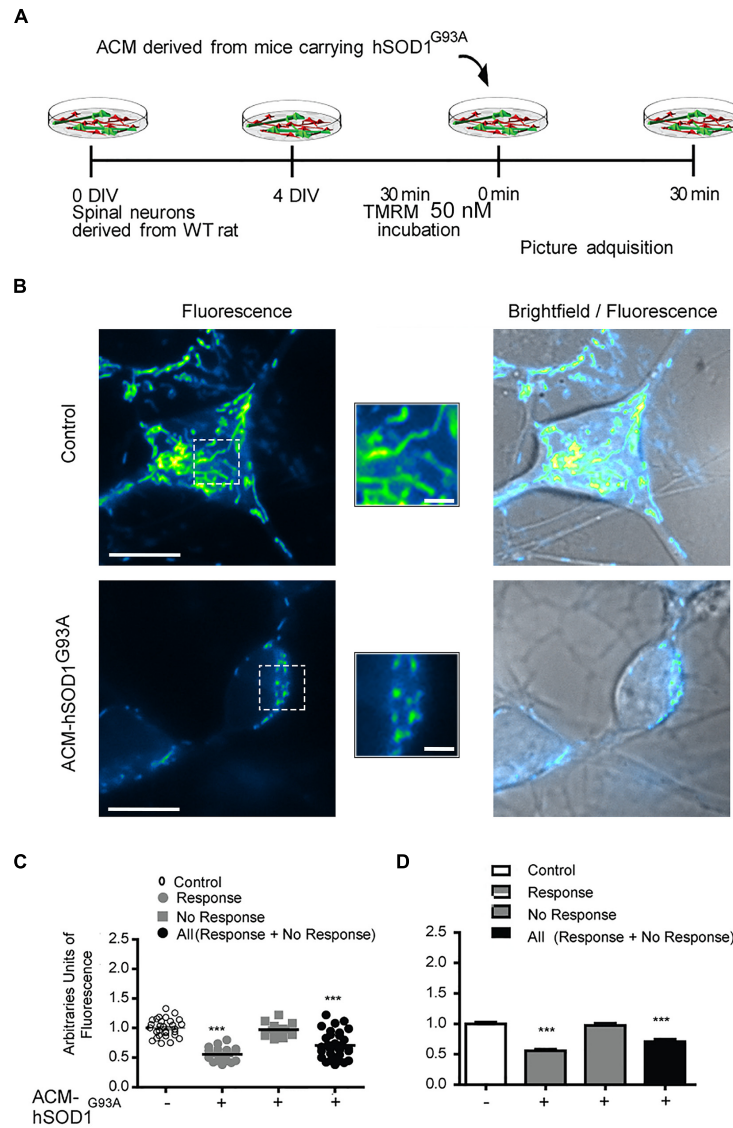 A
ACM derived from mice carrying hSOD1G93A
0 DIV
4 DIV
30 min
0 min
30 min
Spinal neurons
derived from WT rat
TMRM 50 nM
incubation
Picture adquisition
B
Fluorescence
Brightfield / Fluorescence
Control
ACM-hSOD1G93A
C
Control
Response
No Response
All(Response + No Response)
Arbitraries Units of
Fluorescence
2.5
2.0
1.5
1.0
0.5
0.0
***
***
ACM-
hSOD1G93A
- + + +
D
Control
Response
No Response
All (Response + No Response)
2.5
2.0
1.5
1.0
0.5
0.0
***
***
- + + +